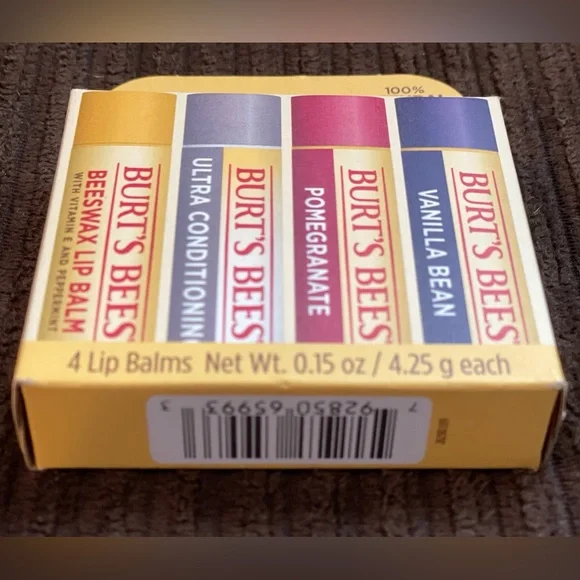 100%
BURT'S BEES
BEESWAX LIP BALM
WITH VITAMIN E AND PEPPERMINT
BURT'S BEES
ULTRA CONDITIONING
BURT'S BEES
POMEGRANATE
BURT'S BEES
VANILLA BEAN
4 Lip Balms Net Wt. 0.15 oz / 4.25 g each
7 92850 65993 3